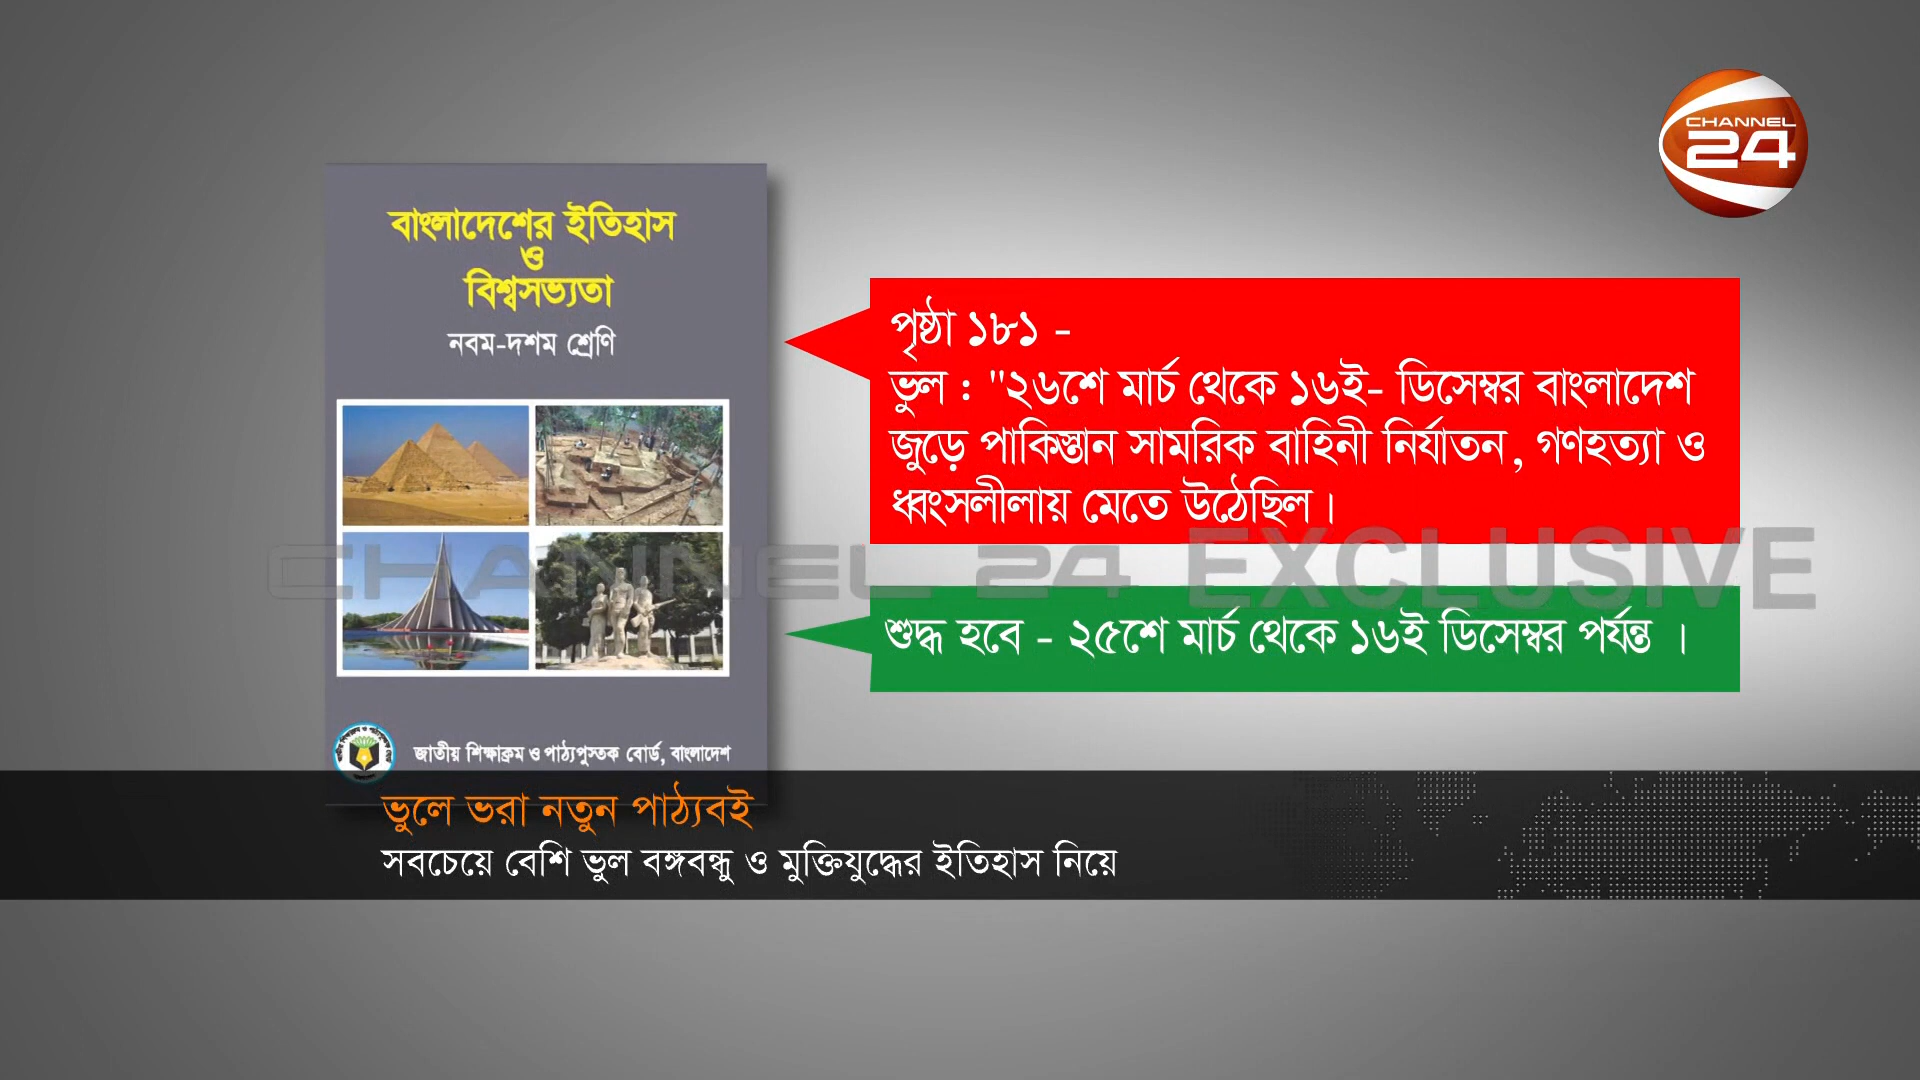 CHANNEL
24
বাংলাদেশের ইতিহাস
ও
বিশ্বসভ্যতা
নবম-দশম শ্রেণি
জাতীয় শিক্ষাক্রম ও পাঠ্যপুস্তক বোর্ড, বাংলাদেশ
পৃষ্ঠা ১৮১ -
ভুল : "২৬শে মার্চ থেকে ১৬ই- ডিসেম্বর বাংলাদেশ
জুড়ে পাকিস্তান সামরিক বাহিনী নির্যাতন, গণহত্যা ও
ধ্বংসলীলায় মেতে উঠেছিল।
CHANNEL 24 EXCLUSIVE
শুদ্ধ হবে - ২৫শে মার্চ থেকে ১৬ই ডিসেম্বর পর্যন্ত ।
ভুলে ভরা নতুন পাঠ্যবই
সবচেয়ে বেশি ভুল বঙ্গবন্ধু ও মুক্তিযুদ্ধের ইতিহাস নিয়ে